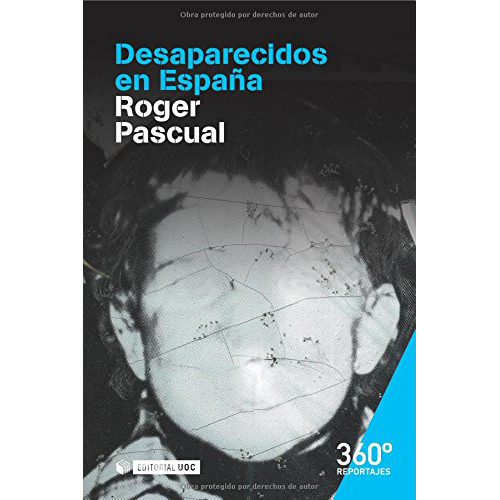 Obra protegido por derechos de autor
Desaparecidos
en España
Roger
Pascual
360º
REPORTAJES
EDITORIAL UOC
Obra protegido por derechos de autor